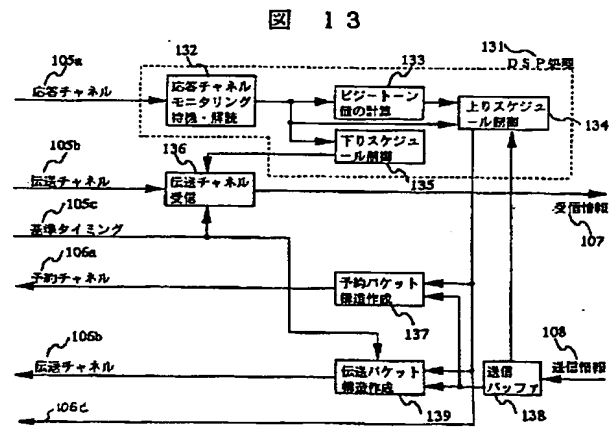 図 13
105a
応答チャネル
132
応答チャネル
モニタリング
待機・解読
133
ビジートーン
値の計算
131
DSP処理
上りスケジュ
ール制御
134
下りスケジュ
ール制御
135
105b
伝送チャネル
136
伝送チャネル
受信
受信情報
107
105c
基準タイミング
106a
予約チャネル
予約パケット
構造作成
137
106b
伝送チャネル
伝送パケット
構造作成
139
108
送信情報
送信
バッファ
138